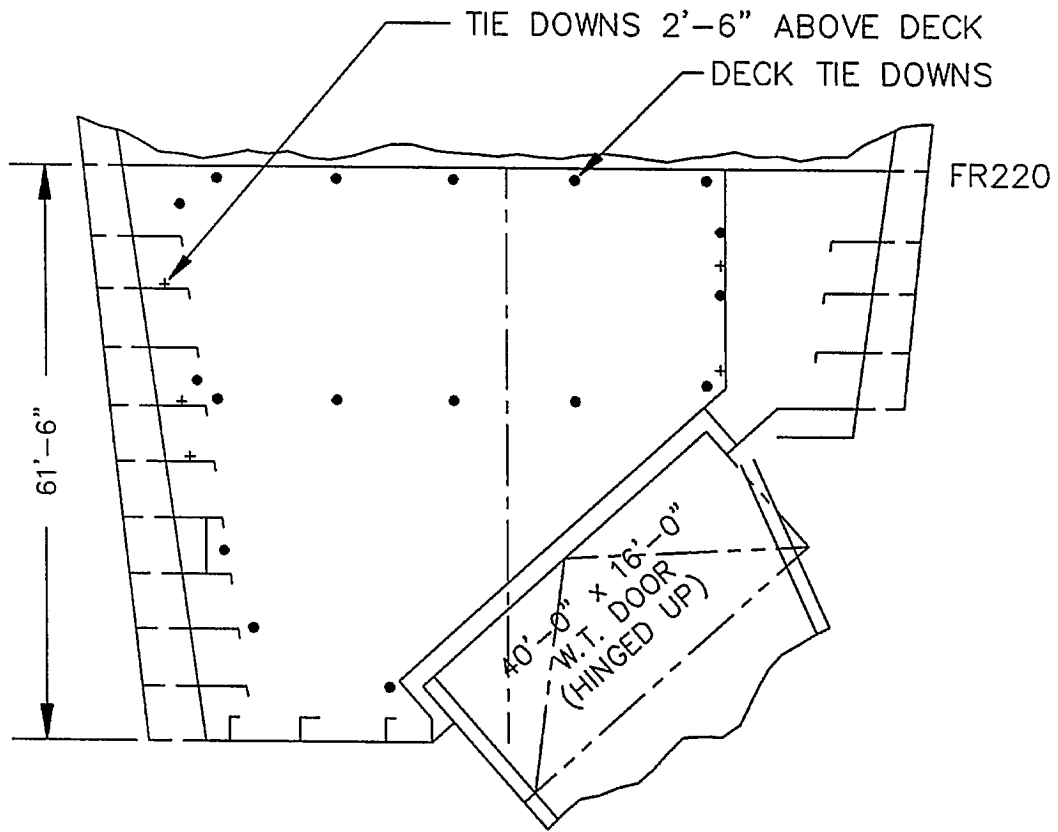 TIE DOWNS 2'-6" ABOVE DECK
DECK TIE DOWNS
FR220
61'-6"
40'-0" x 16'-0"
W.T. DOOR
(HINGED UP)